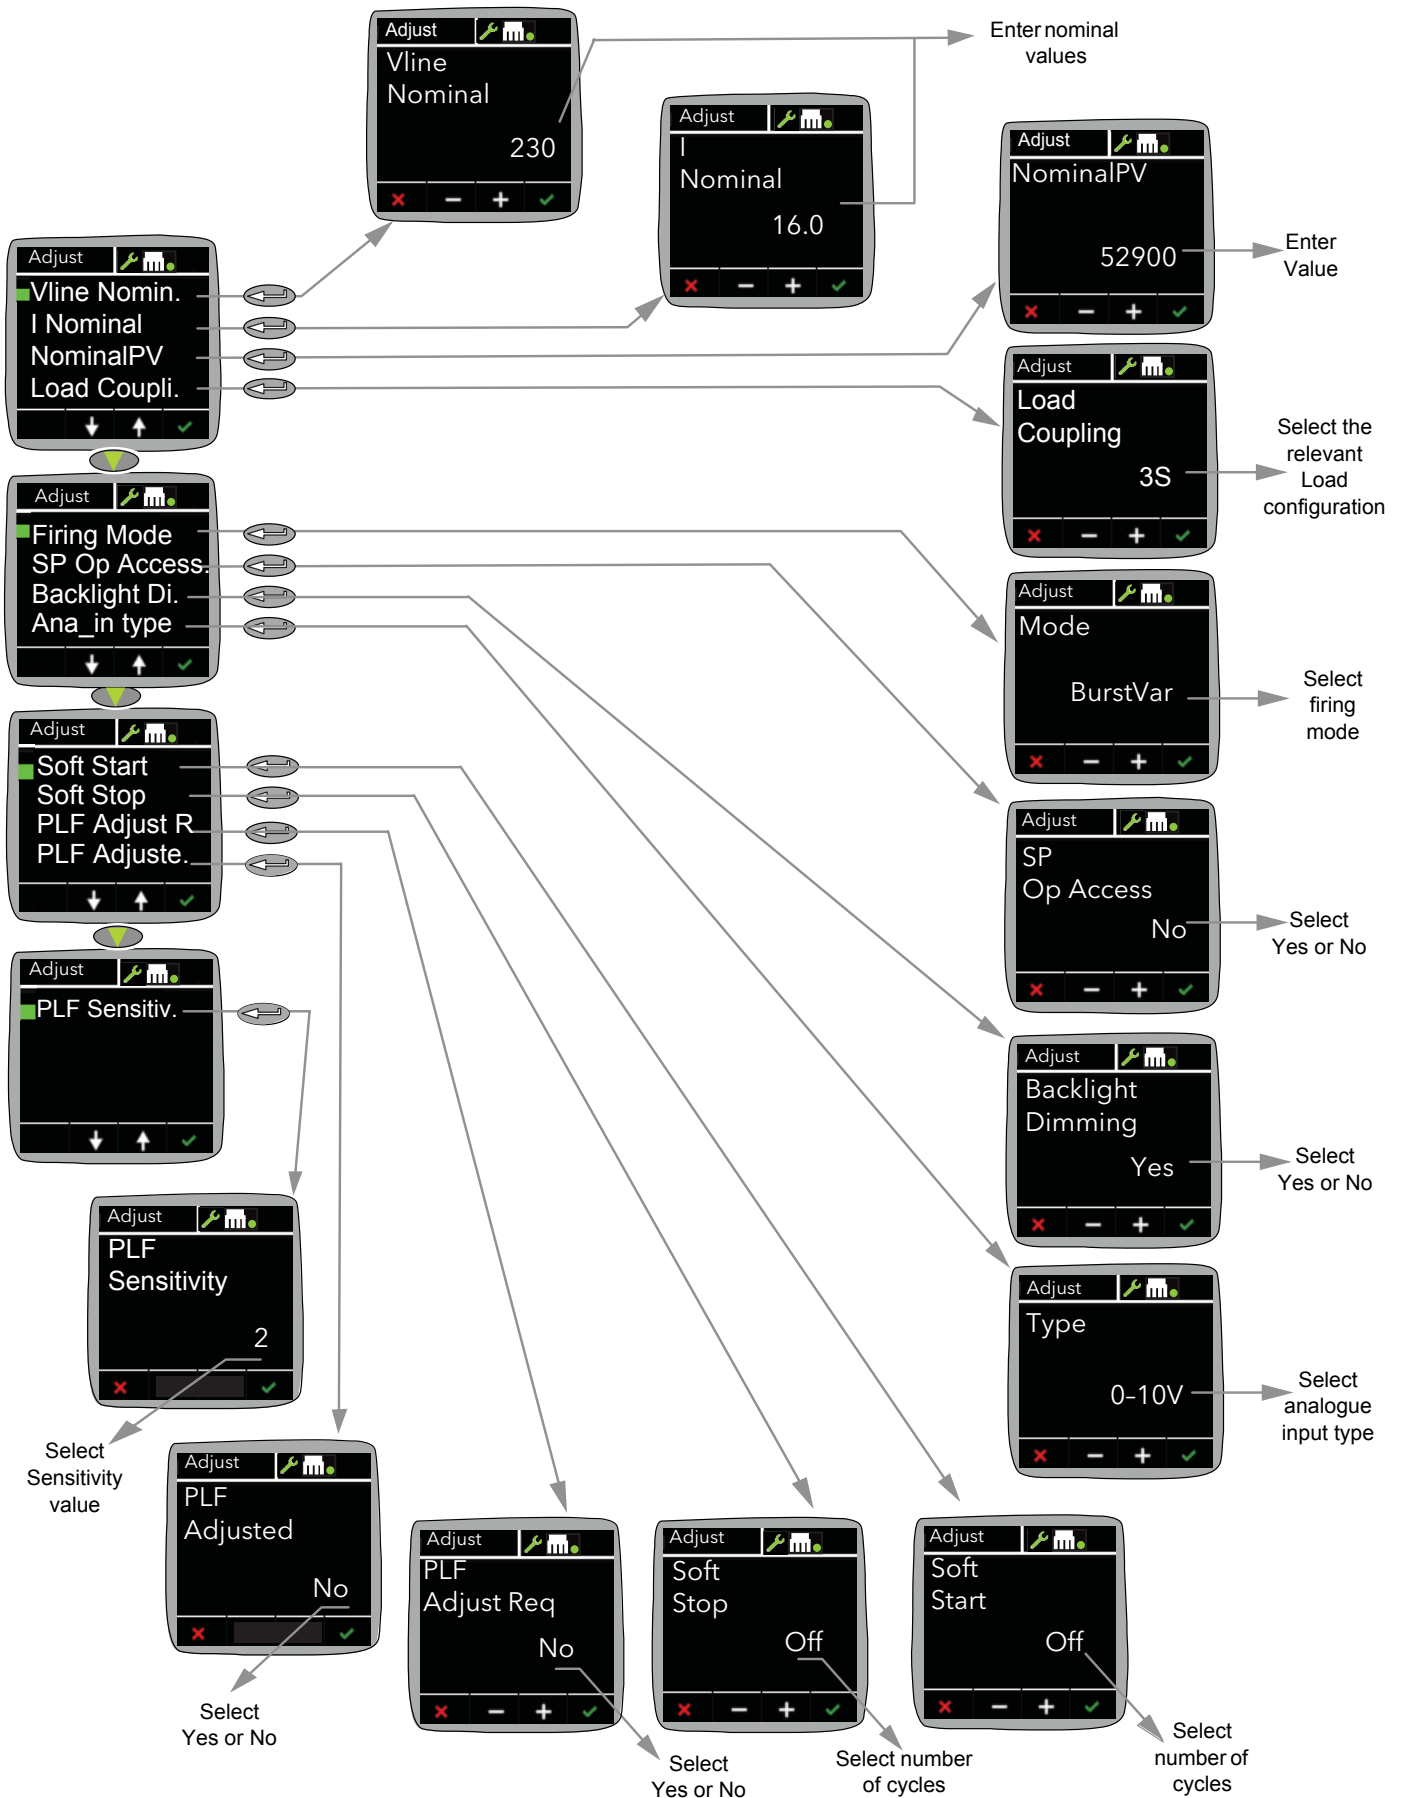 Adjust
Vline
Nominal
230
Enter nominal
values
Adjust
I
Nominal
16.0
Adjust
NominalPV
52900
Enter
Value
Adjust
Vline Nomin.
I Nominal
NominalPV
Load Coupli.
Adjust
Load
Coupling
3S
Select the
relevant
Load
configuration
Adjust
Firing Mode
SP Op Access.
Backlight Di.
Ana_in type
Adjust
Mode
BurstVar
Select
firing
mode
Adjust
Soft Start
Soft Stop
PLF Adjust R
PLF Adjuste.
Adjust
SP
Op Access
No
Select
Yes or No
Adjust
PLF Sensitiv.
Adjust
Backlight
Dimming
Yes
Select
Yes or No
Adjust
PLF
Sensitivity
2
Select
Sensitivity
value
Adjust
Type
0-10V
Select
analogue
input type
Adjust
PLF
Adjusted
No
Select
Yes or No
Adjust
PLF
Adjust Req
No
Select
Yes or No
Adjust
Soft
Stop
Off
Select number
of cycles
Adjust
Soft
Start
Off
Select
number of
cycles